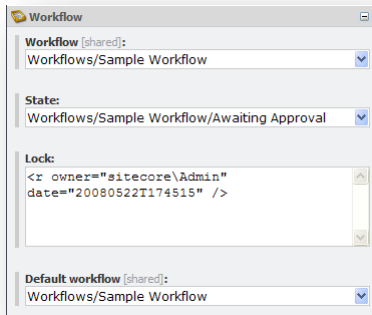 Workflow
Workflow [shared]:
Workflows/Sample Workflow
State:
Workflows/Sample Workflow/Awaiting Approval
Lock:
<r owner="sitecore\Admin"
date="20080522T174515" />
Default workflow [shared]:
Workflows/Sample Workflow